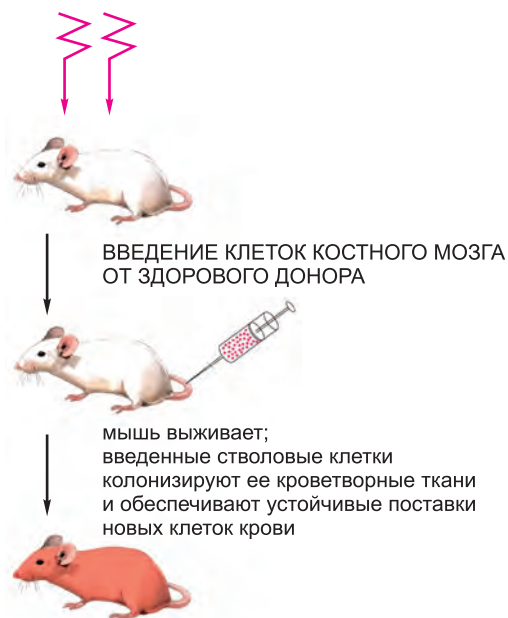 ВВЕДЕНИЕ КЛЕТОК КОСТНОГО МОЗГА
ОТ ЗДОРОВОГО ДОНОРА
мышь выживает;
введенные стволовые клетки
колонизируют ее кроветворные ткани
и обеспечивают устойчивые поставки
новых клеток крови